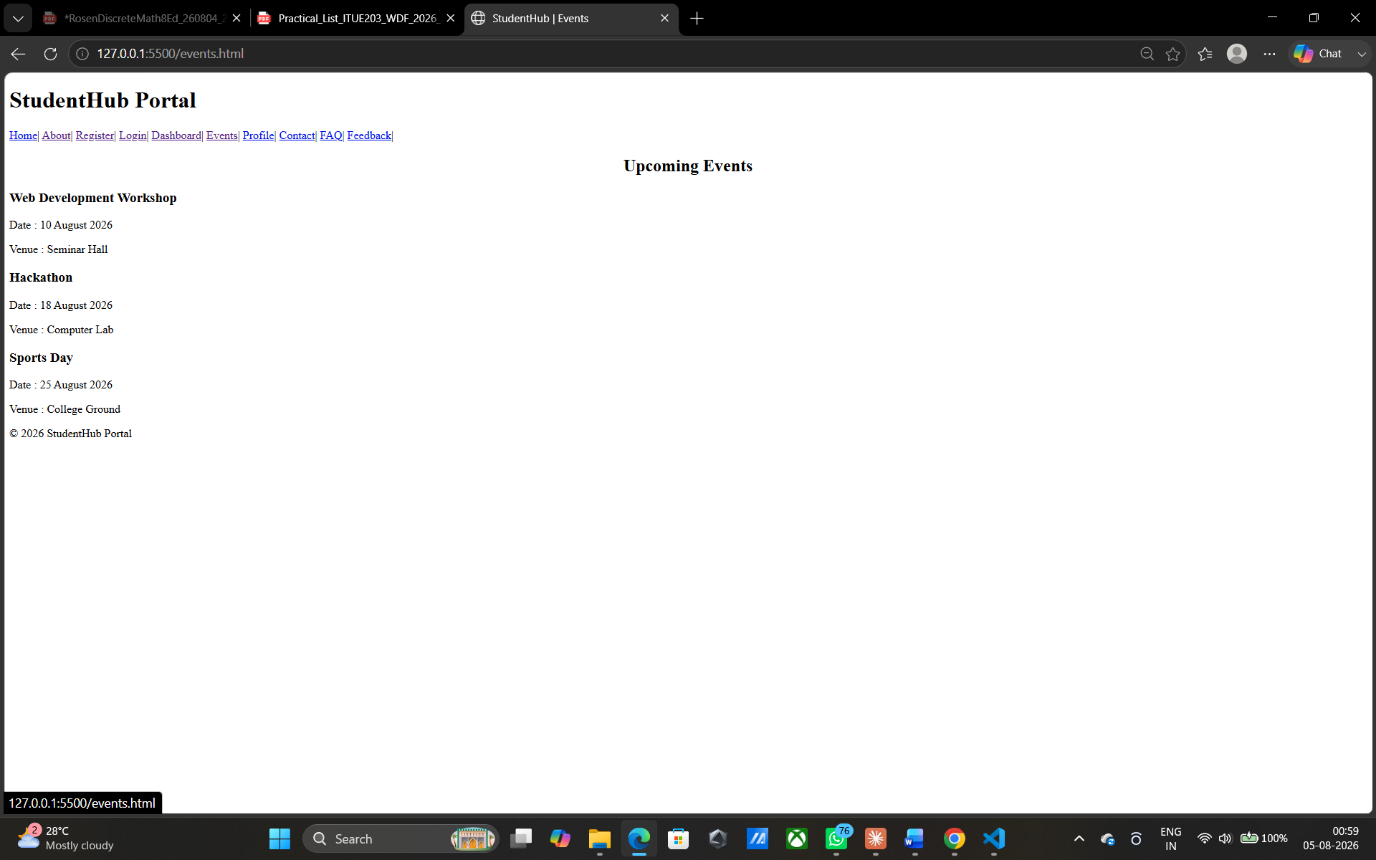 *RosenDiscreteMath8Ed_260804_2
Practical_List_ITUE203_WDF_2026_
StudentHub | Events
127.0.0.1:5500/events.html
Chat
StudentHub Portal
Home| About| Register| Login| Dashboard| Events| Profile| Contact| FAQ| Feedback|
Upcoming Events
Web Development Workshop
Date : 10 August 2026
Venue : Seminar Hall
Hackathon
Date : 18 August 2026
Venue : Computer Lab
Sports Day
Date : 25 August 2026
Venue : College Ground
© 2026 StudentHub Portal
127.0.0.1:5500/events.html
2
28°C
Mostly cloudy
Search
76
ENG
IN
100%
00:59
05-08-2026